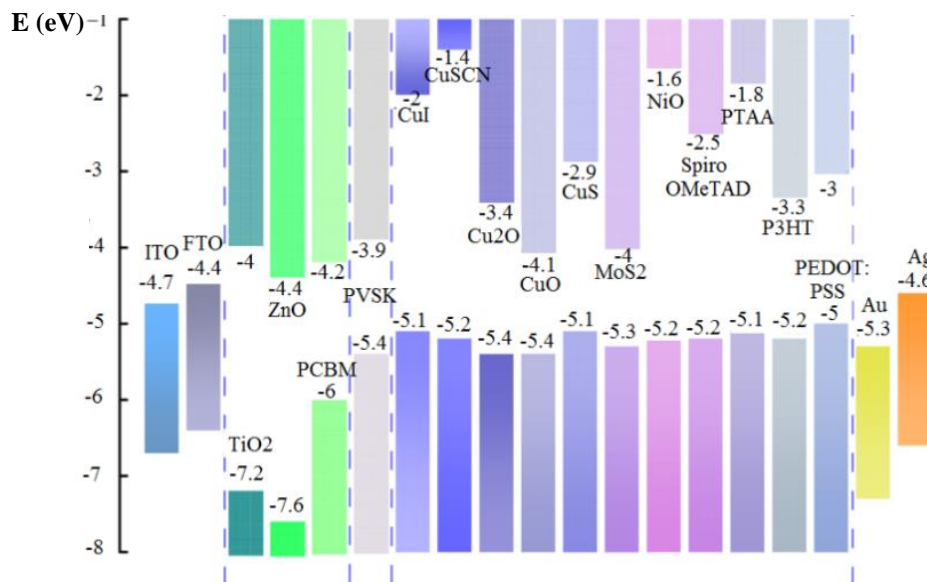 E (eV)
-1
-2
-3
-4
-5
-6
-7
-8
ITO
-4.7
FTO
-4.4
-4
TiO2
-7.2
-4.4
ZnO
-7.6
-4.2
PCBM
-6
-3.9
PVSK
-5.4
-2
CuI
-5.1
-1.4
CuSCN
-5.2
-3.4
Cu2O
-5.4
-4.1
CuO
-5.4
-2.9
CuS
-5.1
-4
MoS2
-5.3
-1.6
NiO
-5.2
-2.5
Spiro
OMeTAD
-5.2
-1.8
PTAA
-5.1
-3.3
P3HT
-5.2
-3
PEDOT:
PSS
-5
Au
-5.3
Ag
-4.6